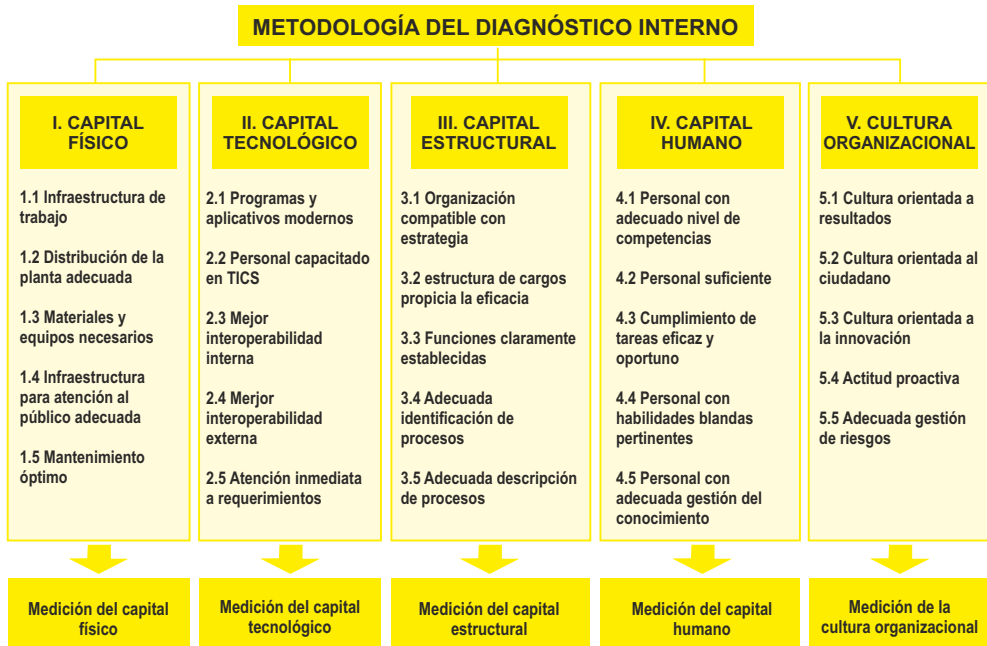 METODOLOGÍA DEL DIAGNÓSTICO INTERNO
I. CAPITAL
FÍSICO
1.1 Infraestructura de
trabajo
1.2 Distribución de la
planta adecuada
1.3 Materiales y
equipos necesarios
1.4 Infraestructura
para atención al
público adecuada
1.5 Mantenimiento
óptimo
Medición del capital
físico
II. CAPITAL
TECNOLÓGICO
2.1 Programas y
aplicativos modernos
2.2 Personal capacitado
en TICS
2.3 Mejor
interoperabilidad
interna
2.4 Merjor
interoperabilidad
externa
2.5 Atención inmediata
a requerimientos
Medición del capital
tecnológico
III. CAPITAL
ESTRUCTURAL
3.1 Organización
compatible con
estrategia
3.2 estructura de cargos
propicia la eficacia
3.3 Funciones claramente
establecidas
3.4 Adecuada
identificación de
procesos
3.5 Adecuada descripción
de procesos
Medición del capital
estructural
IV. CAPITAL
HUMANO
4.1 Personal con
adecuado nivel de
competencias
4.2 Personal suficiente
4.3 Cumplimiento de
tareas eficaz y
oportuno
4.4 Personal con
habilidades blandas
pertinentes
4.5 Personal con
adecuada gestión del
conocimiento
Medición del capital
humano
V. CULTURA
ORGANIZACIONAL
5.1 Cultura orientada a
resultados
5.2 Cultura orientada al
ciudadano
5.3 Cultura orientada a
la innovación
5.4 Actitud proactiva
5.5 Adecuada gestión
de riesgos
Medición de la
cultura organizacional